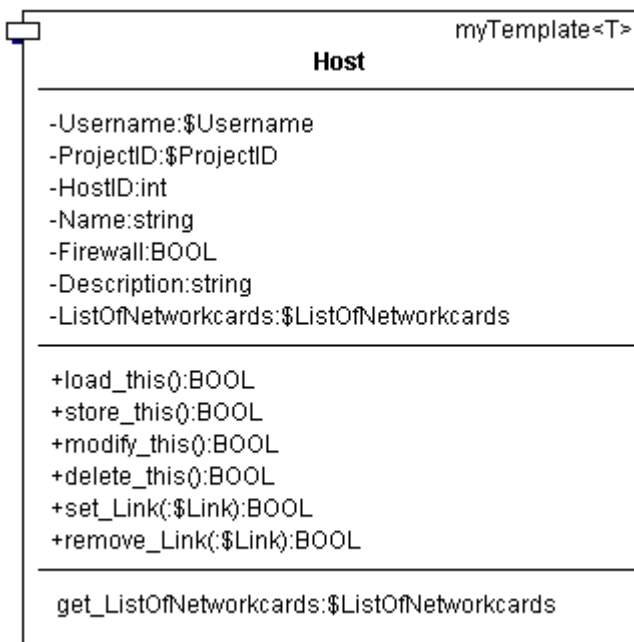 myTemplate<T>
Host
-Username:$Username
-ProjectID:$ProjectID
-HostID:int
-Name:string
-Firewall:BOOL
-Description:string
-ListOfNetworkcards:$ListOfNetworkcards
+load_this():BOOL
+store_this():BOOL
+modify_this():BOOL
+delete_this():BOOL
+set_Link(:$Link):BOOL
+remove_Link(:$Link):BOOL
get_ListOfNetworkcards:$ListOfNetworkcards